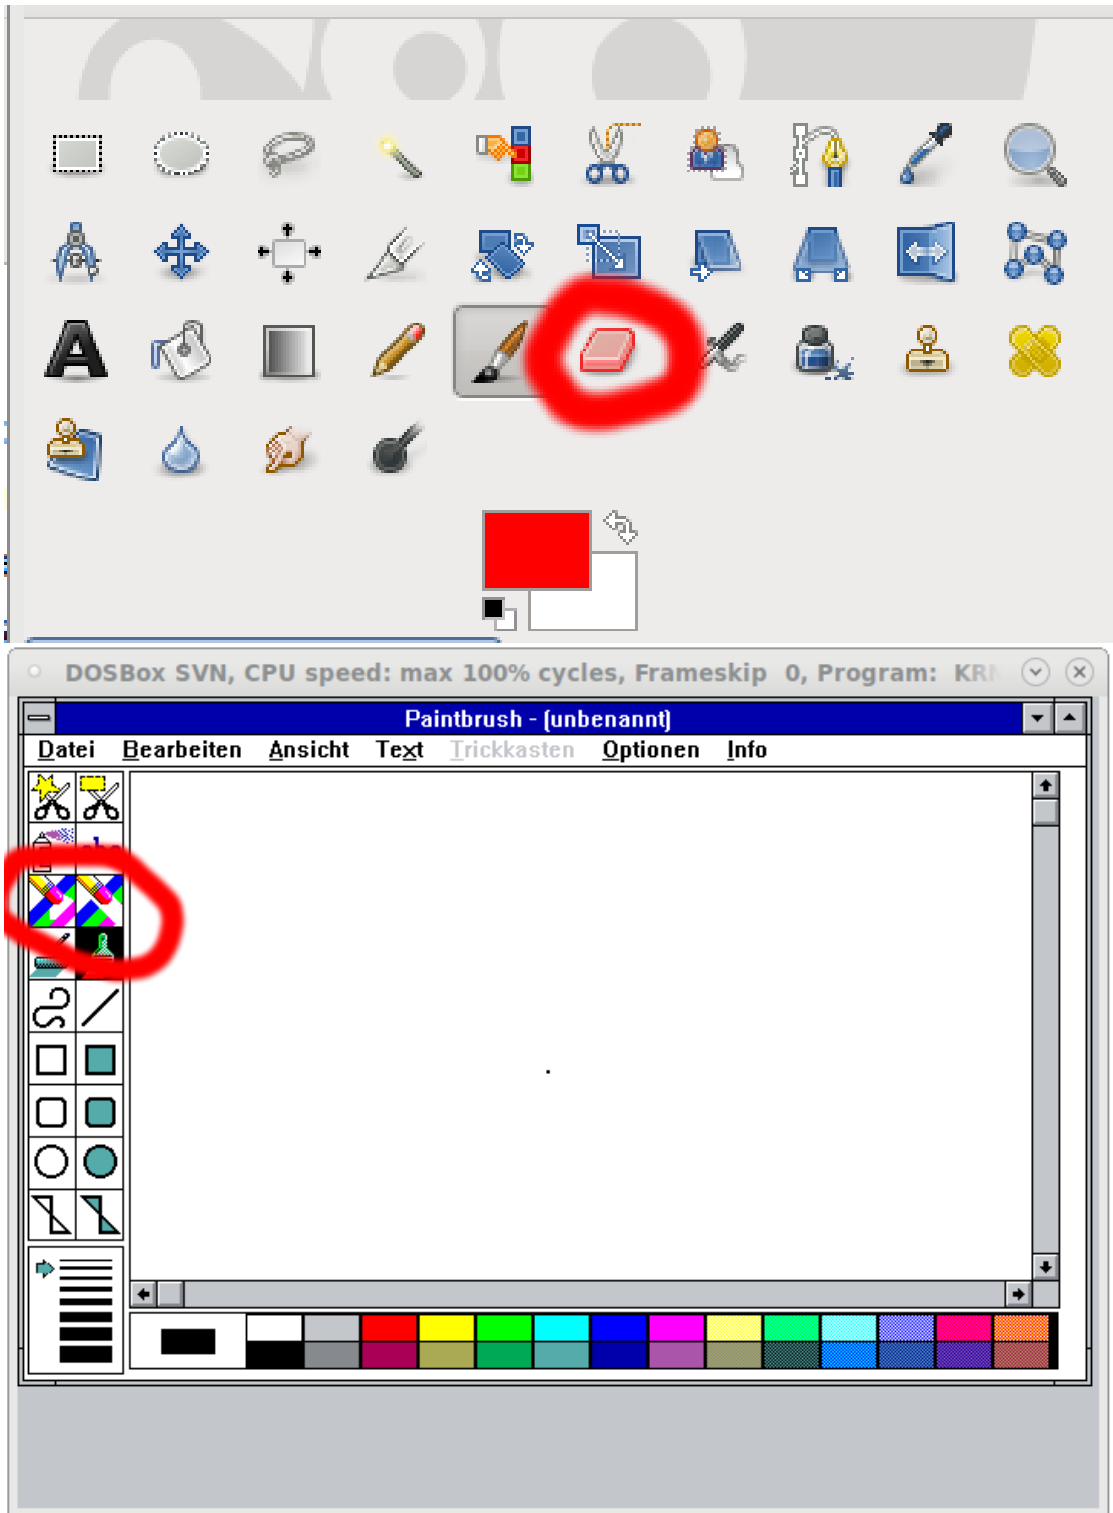 DOSBox SVN, CPU speed: max 100% cycles, Frameskip 0, Program:
Paintbrush - (unbenannt)
Datei Bearbeiten Ansicht Text Trickkasten Optionen Info